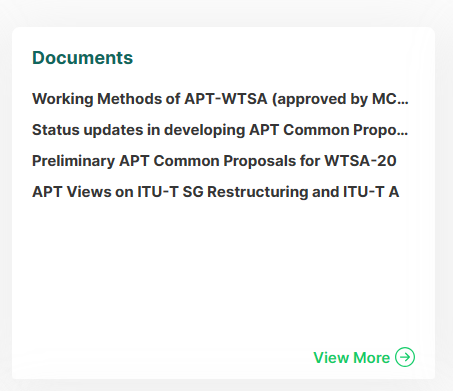 Documents
Working Methods of APT-WTSA (approved by MC...
Status updates in developing APT Common Propo...
Preliminary APT Common Proposals for WTSA-20
APT Views on ITU-T SG Restructuring and ITU-T A
View More